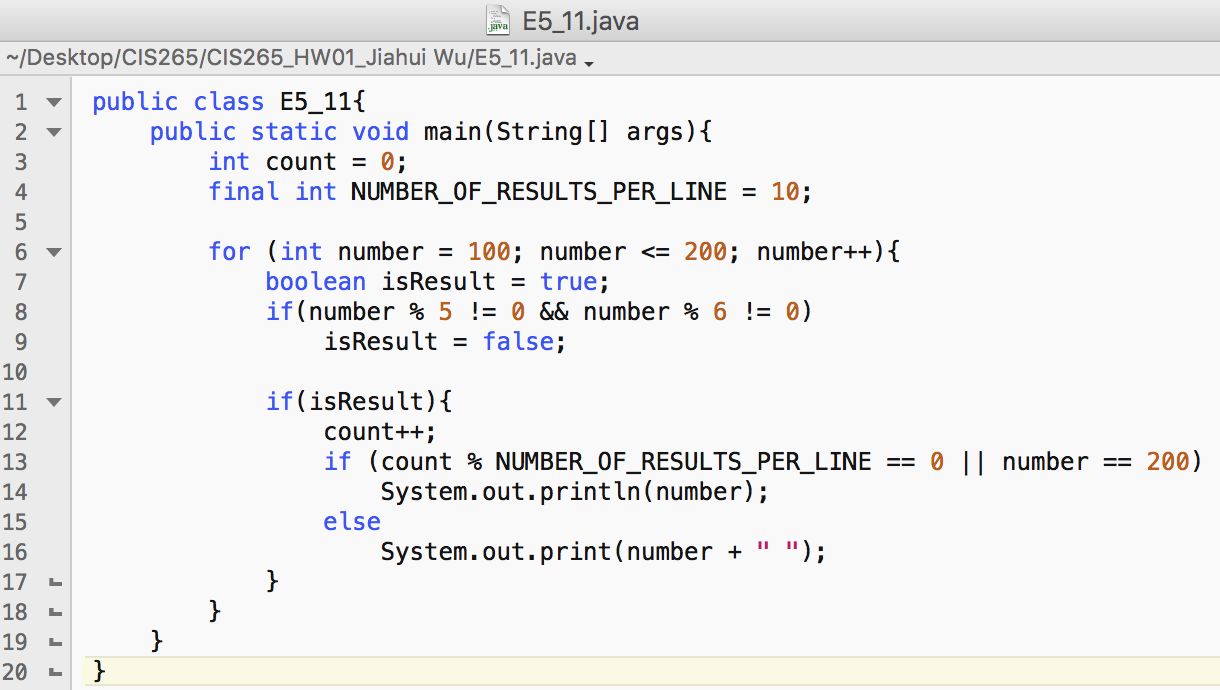 E5_11.java
~/Desktop/CIS265/CIS265_HW01_Jiahui Wu/E5_11.java
1 public class E5_11{
2     public static void main(String[] args){
3         int count = 0;
4         final int NUMBER_OF_RESULTS_PER_LINE = 10;
5
6         for (int number = 100; number <= 200; number++){
7             boolean isResult = true;
8             if(number % 5 != 0 && number % 6 != 0)
9                 isResult = false;
10
11             if(isResult){
12                 count++;
13                 if (count % NUMBER_OF_RESULTS_PER_LINE == 0 || number == 200)
14                     System.out.println(number);
15                 else
16                     System.out.print(number + " ");
17             }
18         }
19     }
20 }